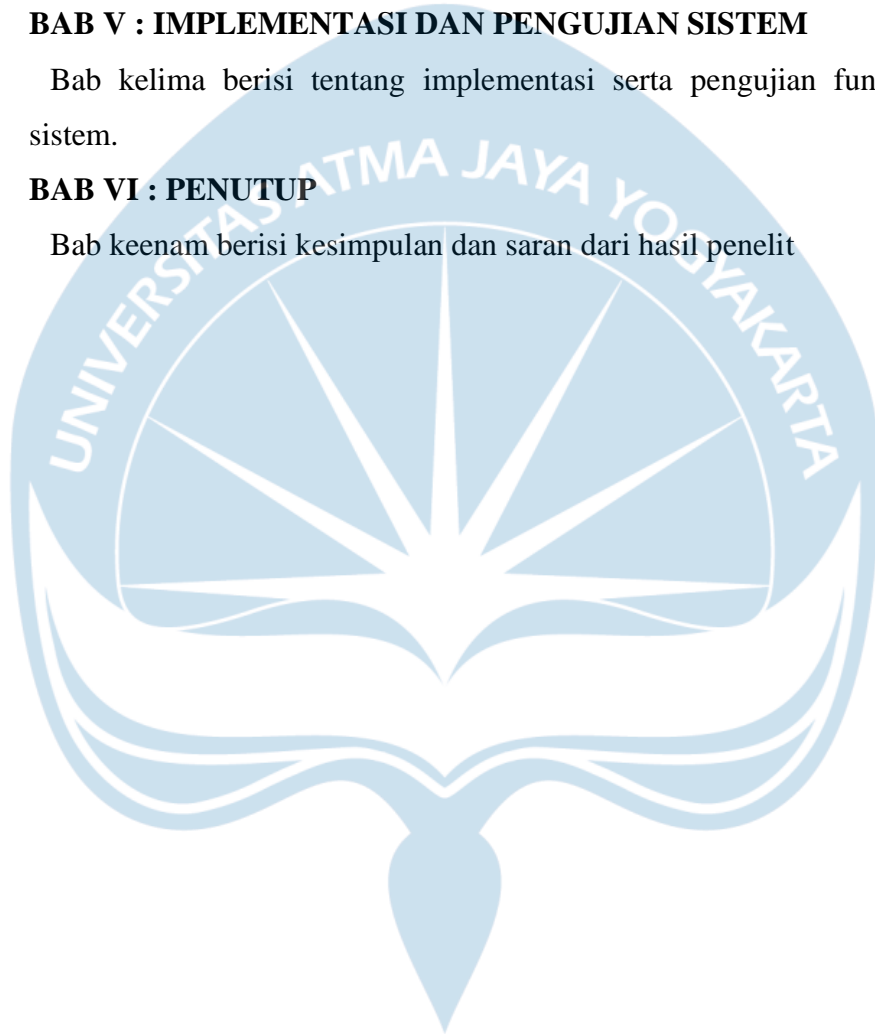 BAB V : IMPLEMENTASI DAN PENGUJIAN SISTEM
Bab kelima berisi tentang implementasi serta pengujian fun
sistem.
BAB VI : PENUTUP
Bab keenam berisi kesimpulan dan saran dari hasil penelit
UNIVERSITAS ATMA JAYA YOGYAKARTA